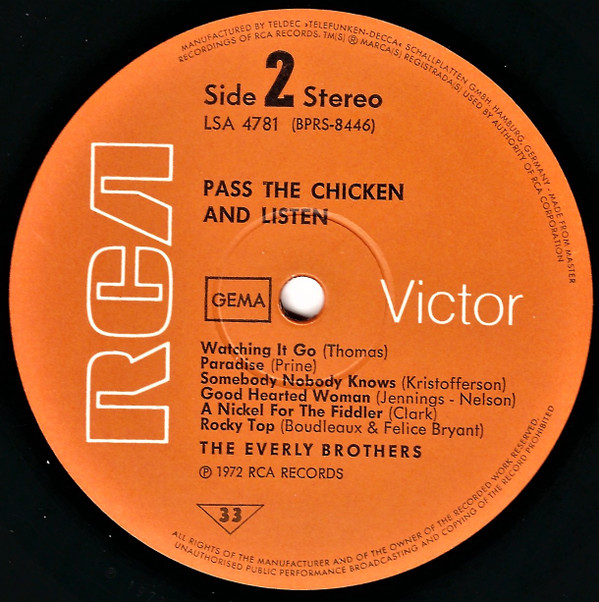 MANUFACTURED BY TELDEC »TELEFUNKEN-DECCA« SCHALLPLATTEN GMBH, HAMBURG, GERMANY - MADE FROM MASTER
RECORDINGS OF RCA RECORDS. TM(S) ® MARCA(S) REGISTRADA(S) USED BY AUTHORITY OF RCA CORPORATION
Side 2 Stereo
LSA 4781 (BPRS-8446)
PASS THE CHICKEN
AND LISTEN
RCA
GEMA
Victor
Watching It Go (Thomas)
Paradise (Prine)
Somebody Nobody Knows (Kristofferson)
Good Hearted Woman (Jennings - Nelson)
A Nickel For The Fiddler (Clark)
Rocky Top (Boudleaux & Felice Bryant)
THE EVERLY BROTHERS
℗ 1972 RCA RECORDS
33
ALL RIGHTS OF THE MANUFACTURER AND OF THE OWNER OF THE RECORDED WORK RESERVED.
UNAUTHORISED PUBLIC PERFORMANCE BROADCASTING AND COPYING OF THE RECORD PROHIBITED